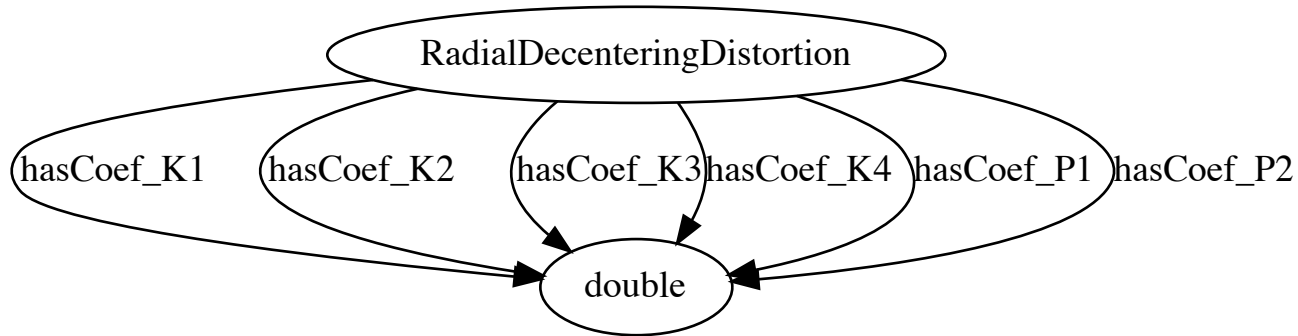 RadialDecenteringDistortion
hasCoef_K1 hasCoef_K2 hasCoef_K3 hasCoef_K4 hasCoef_P1 hasCoef_P2
double